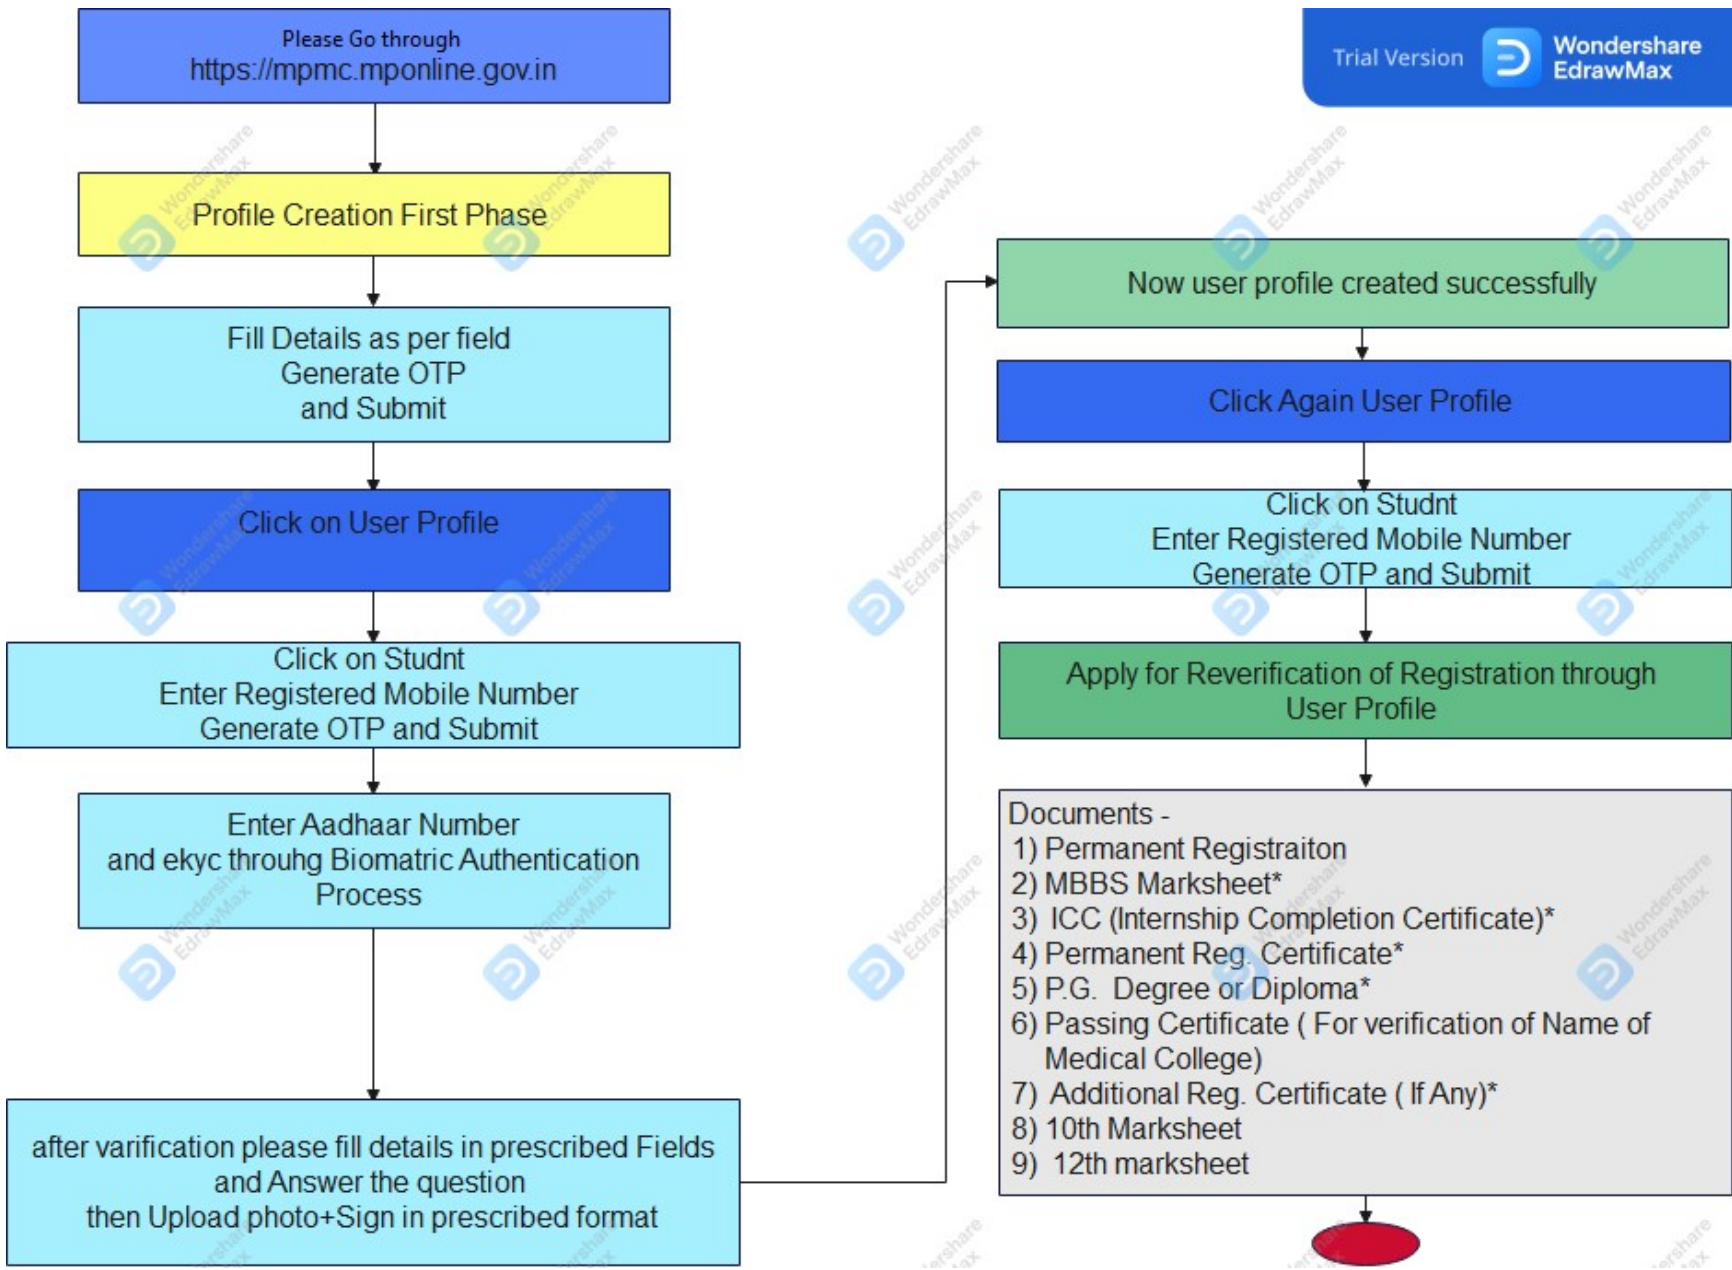 Please Go through
https://mpmc.mponline.gov.in
Profile Creation First Phase
Fill Details as per field
Generate OTP
and Submit
Click on User Profile
Click on Studnt
Enter Registered Mobile Number
Generate OTP and Submit
Enter Aadhaar Number
and ekyc throuhg Biomatric Authentication
Process
after varification please fill details in prescribed Fields
and Answer the question
then Upload photo+Sign in prescribed format
Trial Version
Wondershare
EdrawMax
Now user profile created successfully
Click Again User Profile
Click on Studnt
Enter Registered Mobile Number
Generate OTP and Submit
Apply for Reverification of Registration through
User Profile
Documents -
1) Permanent Registraiton
2) MBBS Marksheet*
3) ICC (Internship Completion Certificate)*
4) Permanent Reg. Certificate*
5) P.G. Degree or Diploma*
6) Passing Certificate ( For verification of Name of
Medical College)
7) Additional Reg. Certificate ( If Any)*
8) 10th Marksheet
9) 12th marksheet